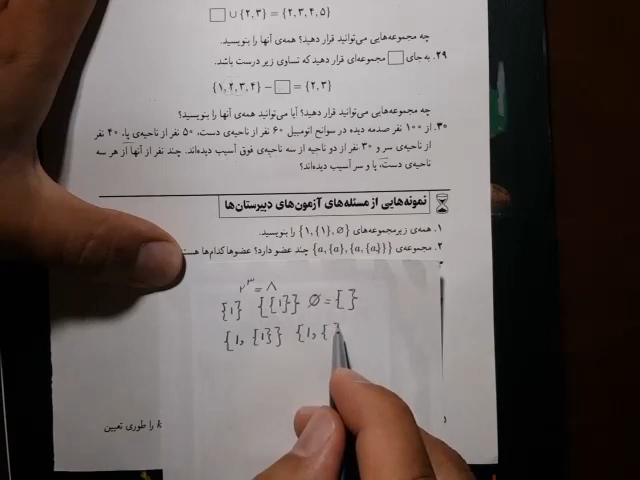 □ ∪ {۲,۳} = {۲,۳,۴,۵}
چه مجموعه‌هایی می‌توانید قرار دهید؟ همه‌ی آنها را بنویسید.
۲۹. به جای □ مجموعه‌ای قرار دهید که تساوی زیر درست باشد.
{۱,۲,۳,۴} − □ = {۲,۳}
چه مجموعه‌هایی می‌توانید قرار دهید؟ آیا می‌توانید همه‌ی آنها را بنویسید؟
۳۰. از ۱۰۰ نفر صدمه دیده در سوانح اتومبیل ۶۰ نفر از ناحیه‌ی دست، ۵۰ نفر از ناحیه‌ی پا، ۴۰ نفر
از ناحیه‌ی سر و ۳۰ نفر از دو ناحیه از سه ناحیه‌ی فوق آسیب دیده‌اند. چند نفر از آنها از هر سه
ناحیه‌ی دست، پا و سر آسیب دیده‌اند؟
نمونه‌هایی از مسئله‌های آزمون‌های دبیرستان‌ها
۱. همه‌ی زیرمجموعه‌های {۱,{۱},∅} را بنویسید.
۲. مجموعه‌ی {a,{a},{a,{a}}} چند عضو دارد؟ عضوها کدام‌ها هستند
۲^۳ = ۸
{۱} {{۱}} ∅ = { }
{۱, {۱}} {۱, { }
k را طوری تعیین